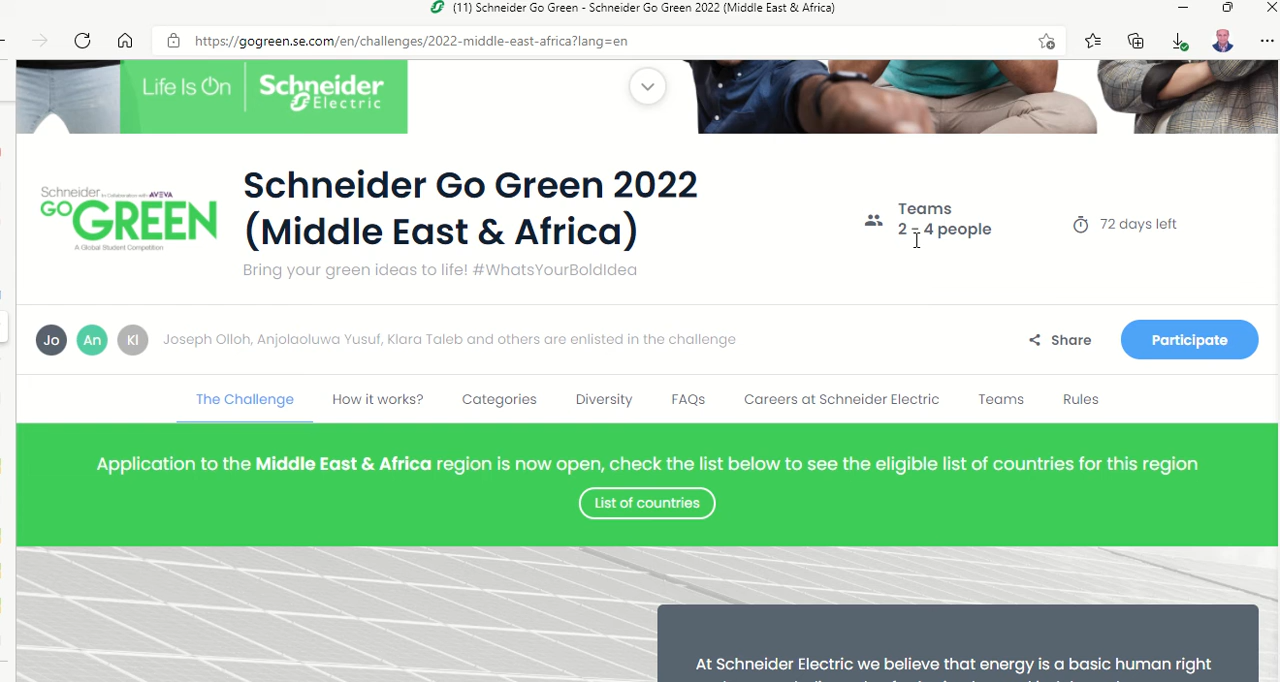 (11) Schneider Go Green - Schneider Go Green 2022 (Middle East & Africa)
https://gogreen.se.com/en/challenges/2022-middle-east-africa?lang=en
Life Is On
Schneider
Electric
Schneider in Collaboration with AVEVA
GO GREEN
A Global Student Competition
Schneider Go Green 2022
(Middle East & Africa)
Bring your green ideas to life! #WhatsYourBoldIdea
Teams
2 - 4 people
72 days left
Jo An Kl Joseph Olloh, Anjolaoluwa Yusuf, Klara Taleb and others are enlisted in the challenge
Share
Participate
The Challenge How it works? Categories Diversity FAQs Careers at Schneider Electric Teams Rules
Application to the Middle East & Africa region is now open, check the list below to see the eligible list of countries for this region
List of countries
At Schneider Electric we believe that energy is a basic human right